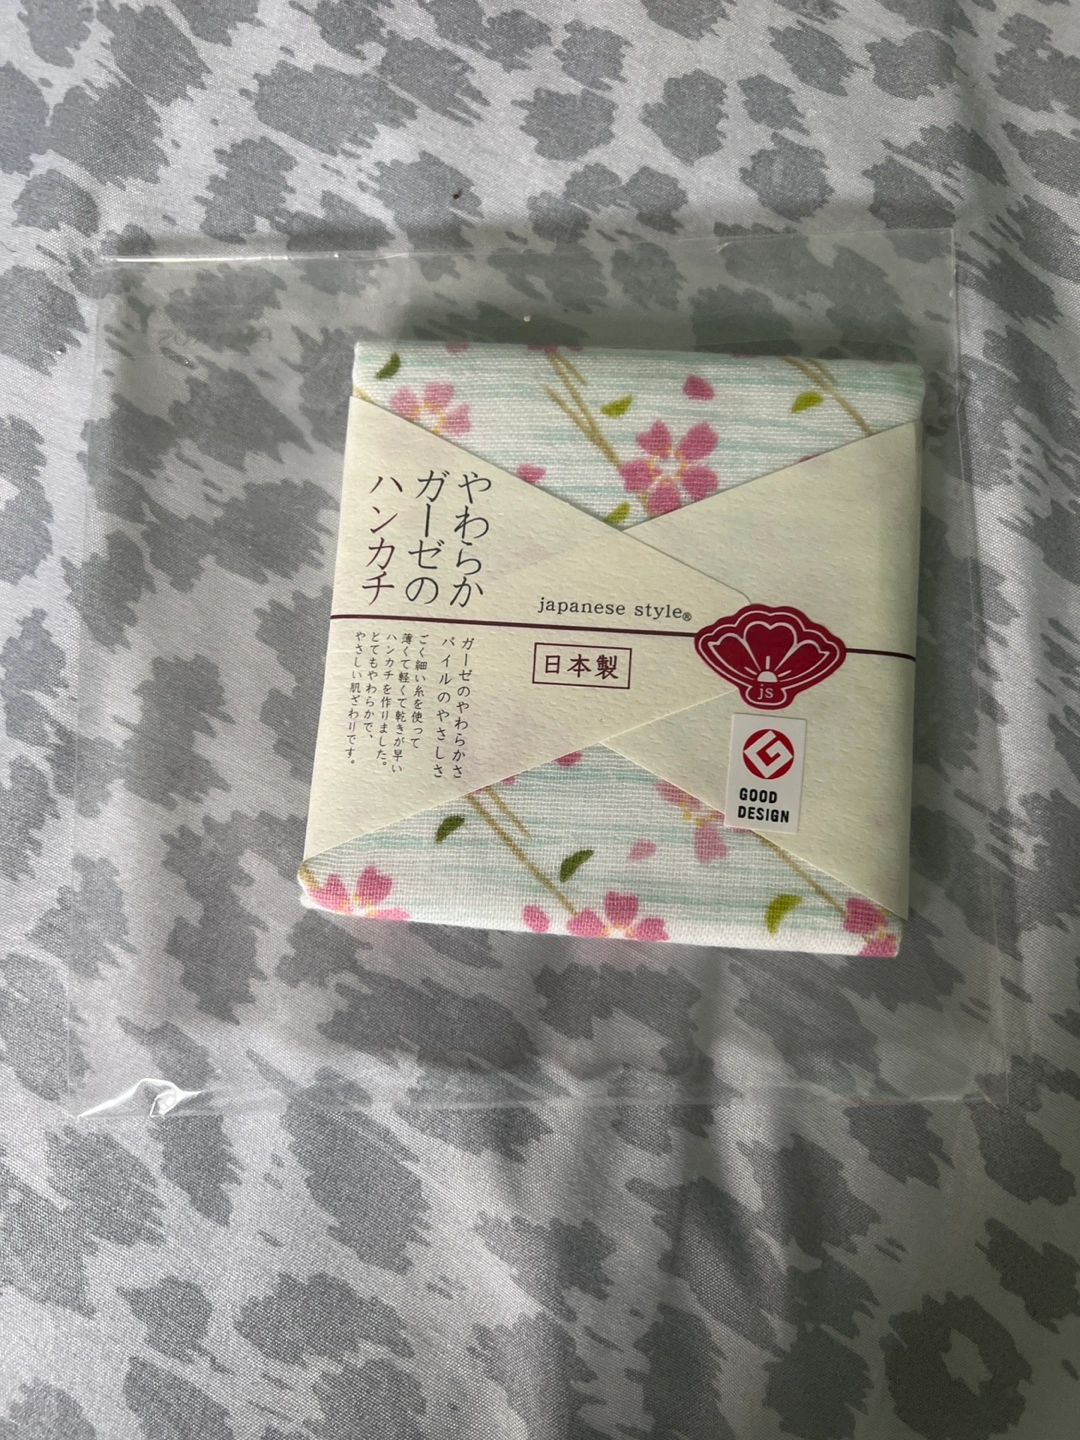 やわらか
ガーゼの
ハンカチ
japanese style®
日本製
ガーゼのやわらかさ
パイルのやさしさ
ごく細い糸を使って
薄くて軽くて乾きが早い
ハンカチを作りました。
とてもやわらかで、
やさしい肌ざわりです。
js
GOOD
DESIGN